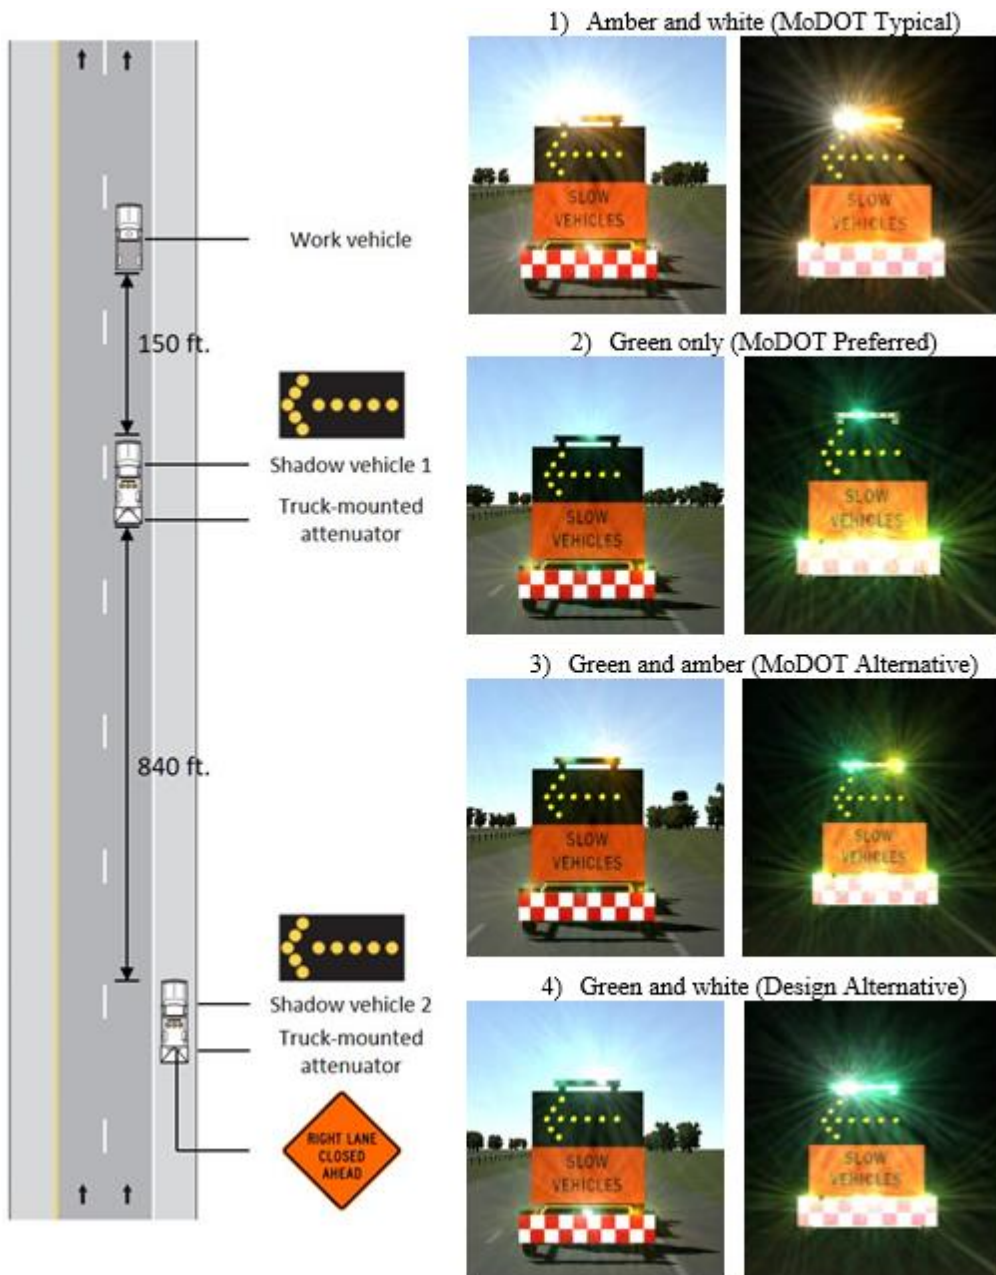 Work vehicle
150 ft.
Shadow vehicle 1
Truck-mounted
attenuator
840 ft.
Shadow vehicle 2
Truck-mounted
attenuator
RIGHT LANE
CLOSED
AHEAD
1) Amber and white (MoDOT Typical)
SLOW
VEHICLES
SLOW
VEHICLES
2) Green only (MoDOT Preferred)
SLOW
VEHICLES
SLOW
VEHICLES
3) Green and amber (MoDOT Alternative)
SLOW
VEHICLES
SLOW
VEHICLES
4) Green and white (Design Alternative)
SLOW
VEHICLES
SLOW
VEHICLES